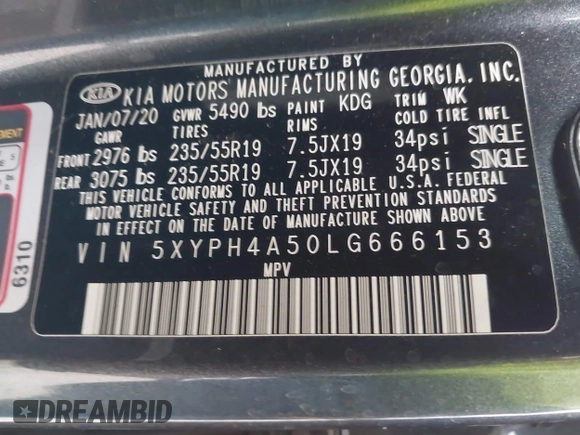 MANUFACTURED BY
KIA KIA MOTORS MANUFACTURING GEORGIA, INC.
JAN/07/20 GVWR 5490 lbs PAINT KDG TRIM WK
GAWR TIRES RIMS COLD TIRE INFL
FRONT 2976 lbs 235/55R19 7.5JX19 34psi SINGLE
REAR 3075 lbs 235/55R19 7.5JX19 34psi SINGLE
THIS VEHICLE CONFORMS TO ALL APPLICABLE U.S.A. FEDERAL
MOTOR VEHICLE SAFETY AND THEFT PREVENTION STANDARDS
IN EFFECT ON THE DATE OF MANUFACTURE SHOWN ABOVE.
VIN 5XYPH4A50LG666153
MPV
6310
DREAMBID